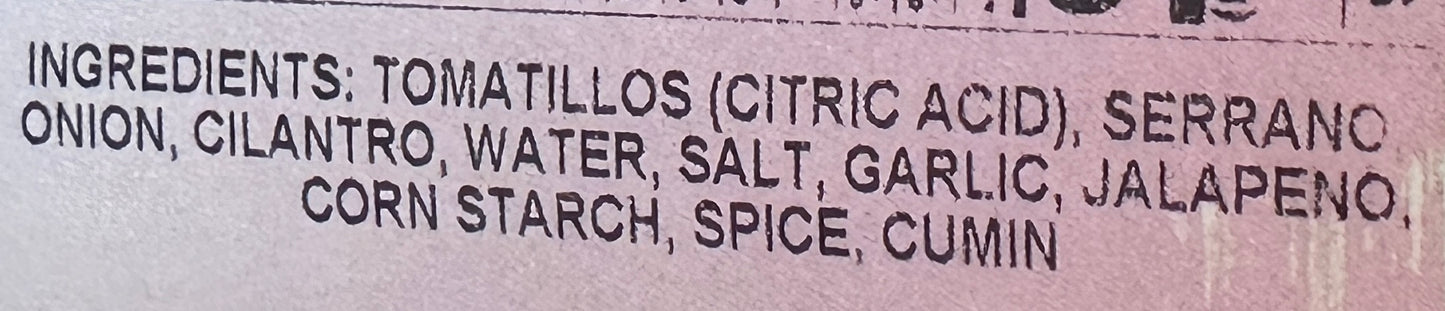 INGREDIENTS: TOMATILLOS (CITRIC ACID), SERRANO
ONION, CILANTRO, WATER, SALT, GARLIC, JALAPENO,
CORN STARCH, SPICE, CUMIN